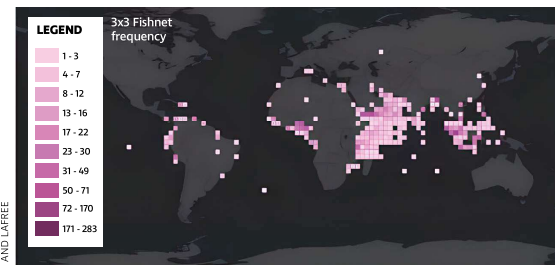 3x3 Fishnet
frequency
LEGEND
1 - 3
4 - 7
8 - 12
13 - 16
17 - 22
23 - 30
31 - 49
50 - 71
72 - 170
171 - 283
AND LAFREE